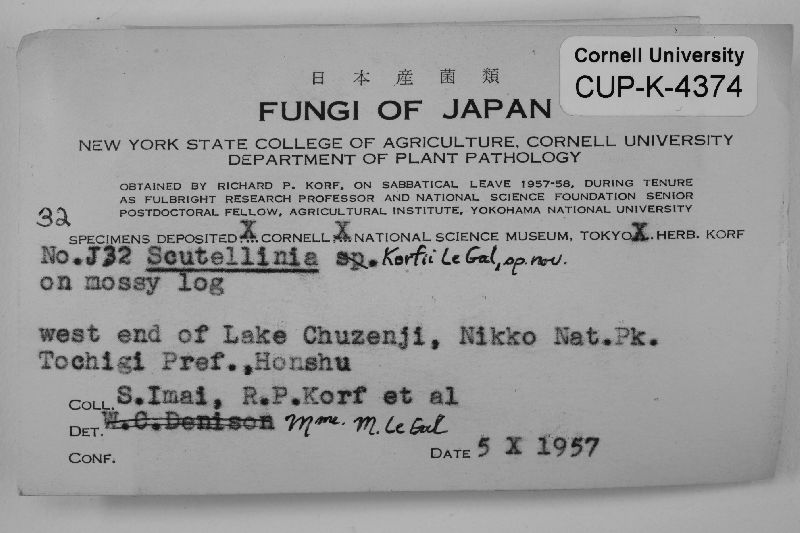 Cornell University
CUP-K-4374
日本産菌類
FUNGI OF JAPAN
NEW YORK STATE COLLEGE OF AGRICULTURE, CORNELL UNIVERSITY
DEPARTMENT OF PLANT PATHOLOGY
OBTAINED BY RICHARD P. KORF, ON SABBATICAL LEAVE 1957-58, DURING TENURE
AS FULBRIGHT RESEARCH PROFESSOR AND NATIONAL SCIENCE FOUNDATION SENIOR
POSTDOCTORAL FELLOW, AGRICULTURAL INSTITUTE, YOKOHAMA NATIONAL UNIVERSITY
32
SPECIMENS DEPOSITED X CORNELL X NATIONAL SCIENCE MUSEUM, TOKYO X HERB. KORF
No.J32 Scutellinia sp. Korfii Le Gal, sp. nov.
on mossy log
west end of Lake Chuzenji, Nikko Nat.Pk.
Tochigi Pref., Honshu
COLL. S.Imai, R.P.Korf et al
DET. W.C.Denison Mme. M. Le Gal
CONF. DATE 5 X 1957